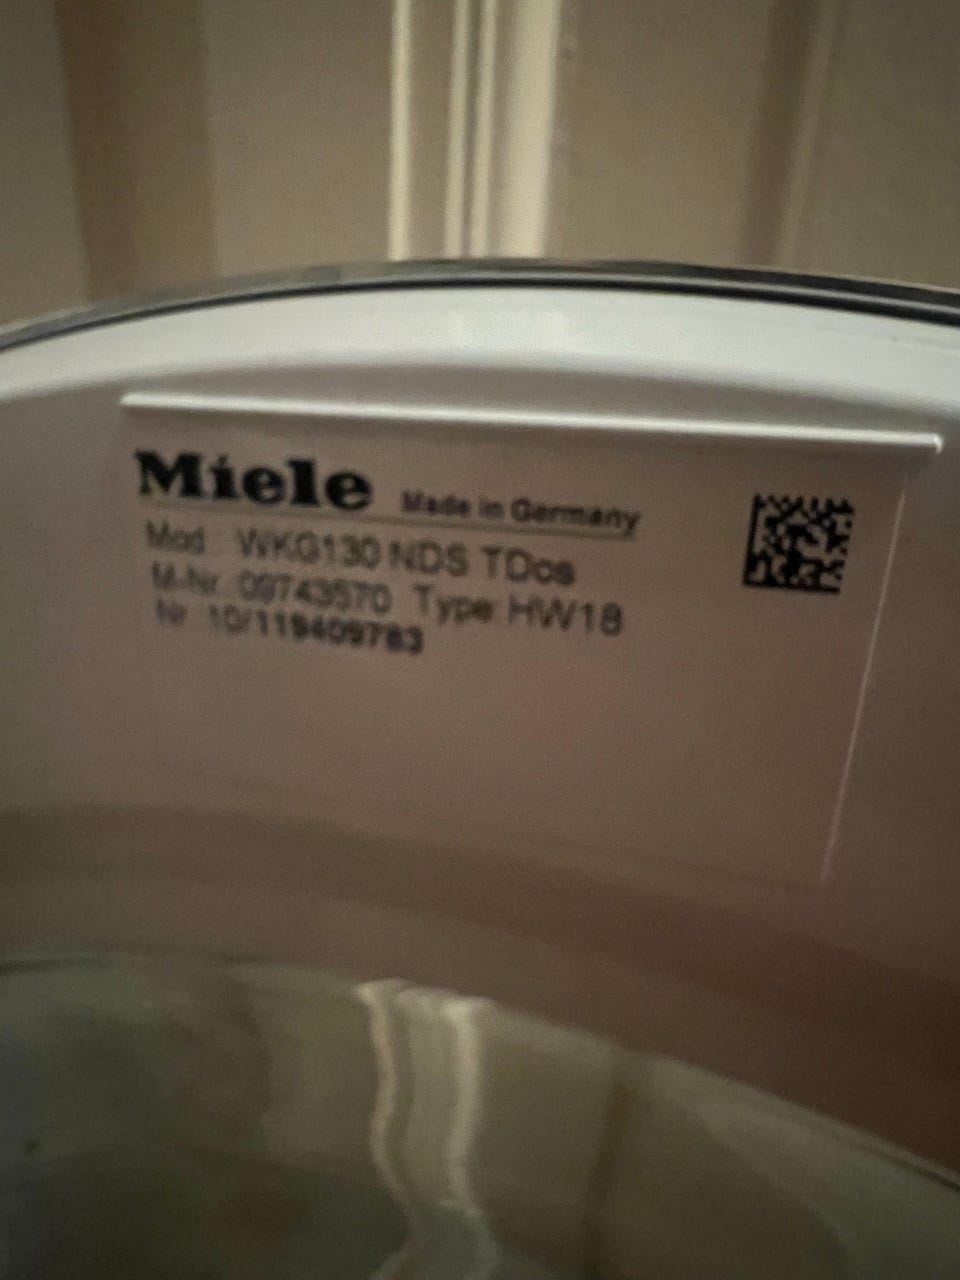 Miele Made in Germany
Mod WKG130 NDS TDos
M-Nr. 09743570 Type: HW18
Nr 10/119409783